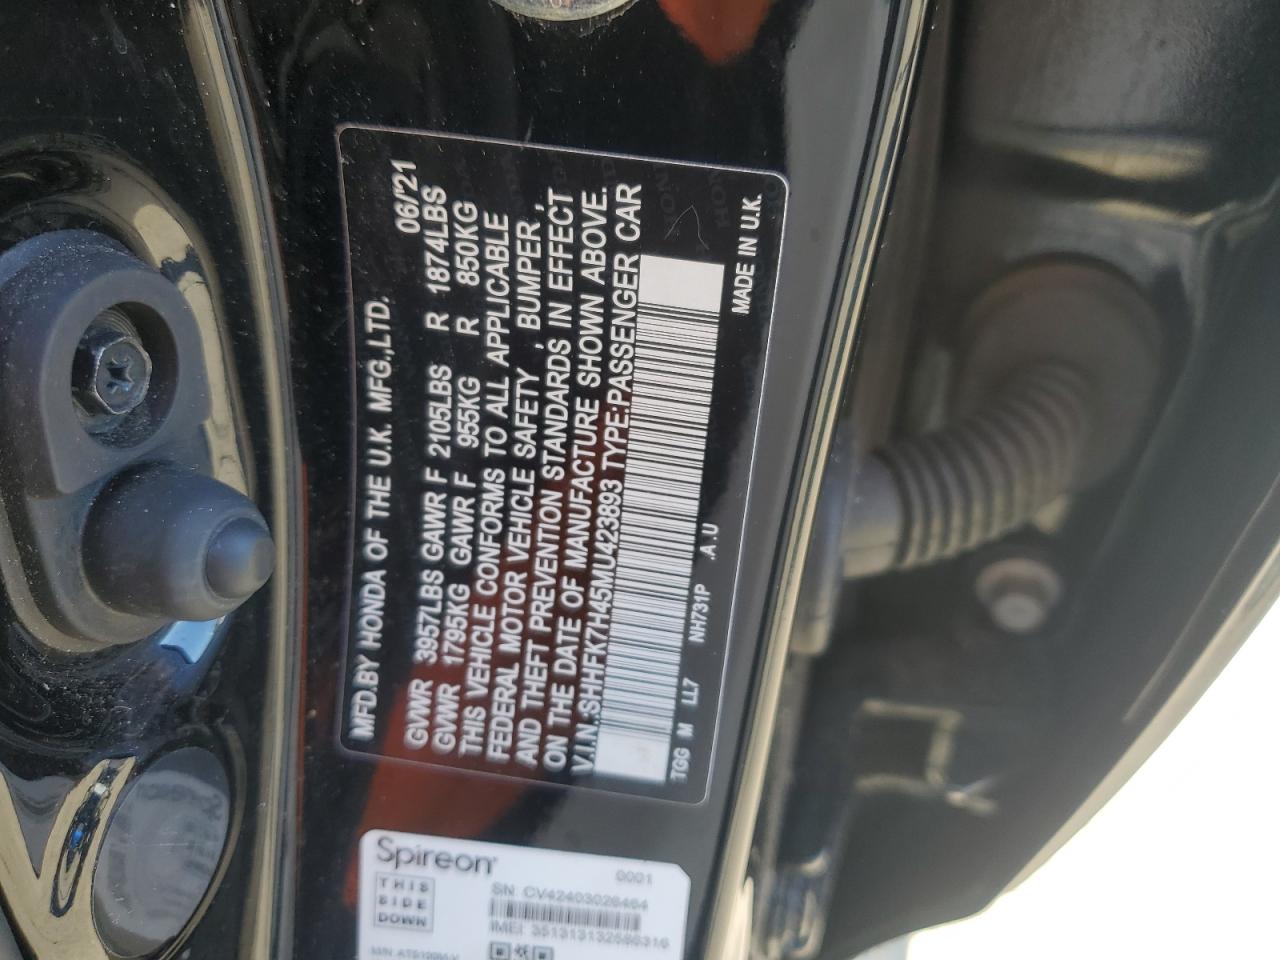 MFD.BY HONDA OF THE U.K. MFG.,LTD. 06/'21
GVWR 3957LBS GAWR F 2105LBS R 1874LBS
GVWR 1795KG GAWR F 955KG R 850KG
THIS VEHICLE CONFORMS TO ALL APPLICABLE
FEDERAL MOTOR VEHICLE SAFETY, BUMPER,
AND THEFT PREVENTION STANDARDS IN EFFECT
ON THE DATE OF MANUFACTURE SHOWN ABOVE.
V.I.N.:SHHFK7H45MU423893 TYPE:PASSENGER CAR
TGG M LL7 NH731P .A.U MADE IN U.K.
Spireon 0001
THIS
SIDE
DOWN
SN CV42403026464